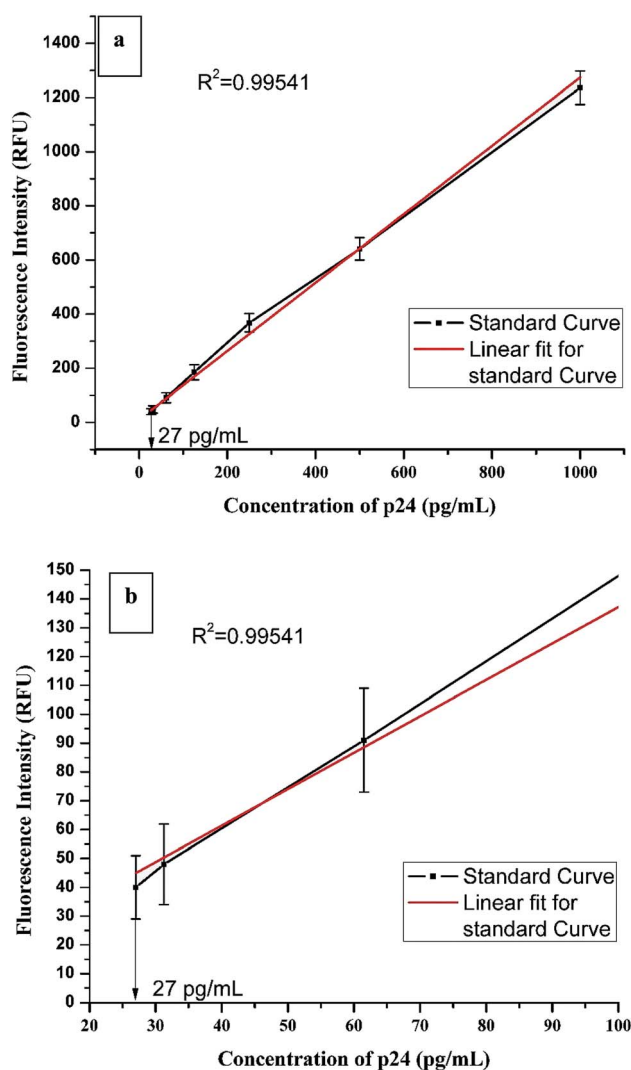 a
R²=0.99541
1400
1200
1000
800
600
400
200
0
Fluorescence Intensity (RFU)
Standard Curve
Linear fit for
standard Curve
27 pg/mL
0 200 400 600 800 1000
Concentration of p24 (pg/mL)
b
R²=0.99541
150
140
130
120
110
100
90
80
70
60
50
40
30
20
10
0
Fluorescence Intensity (RFU)
Standard Curve
Linear fit for
standard Curve
27 pg/mL
20 30 40 50 60 70 80 90 100
Concentration of p24 (pg/mL)